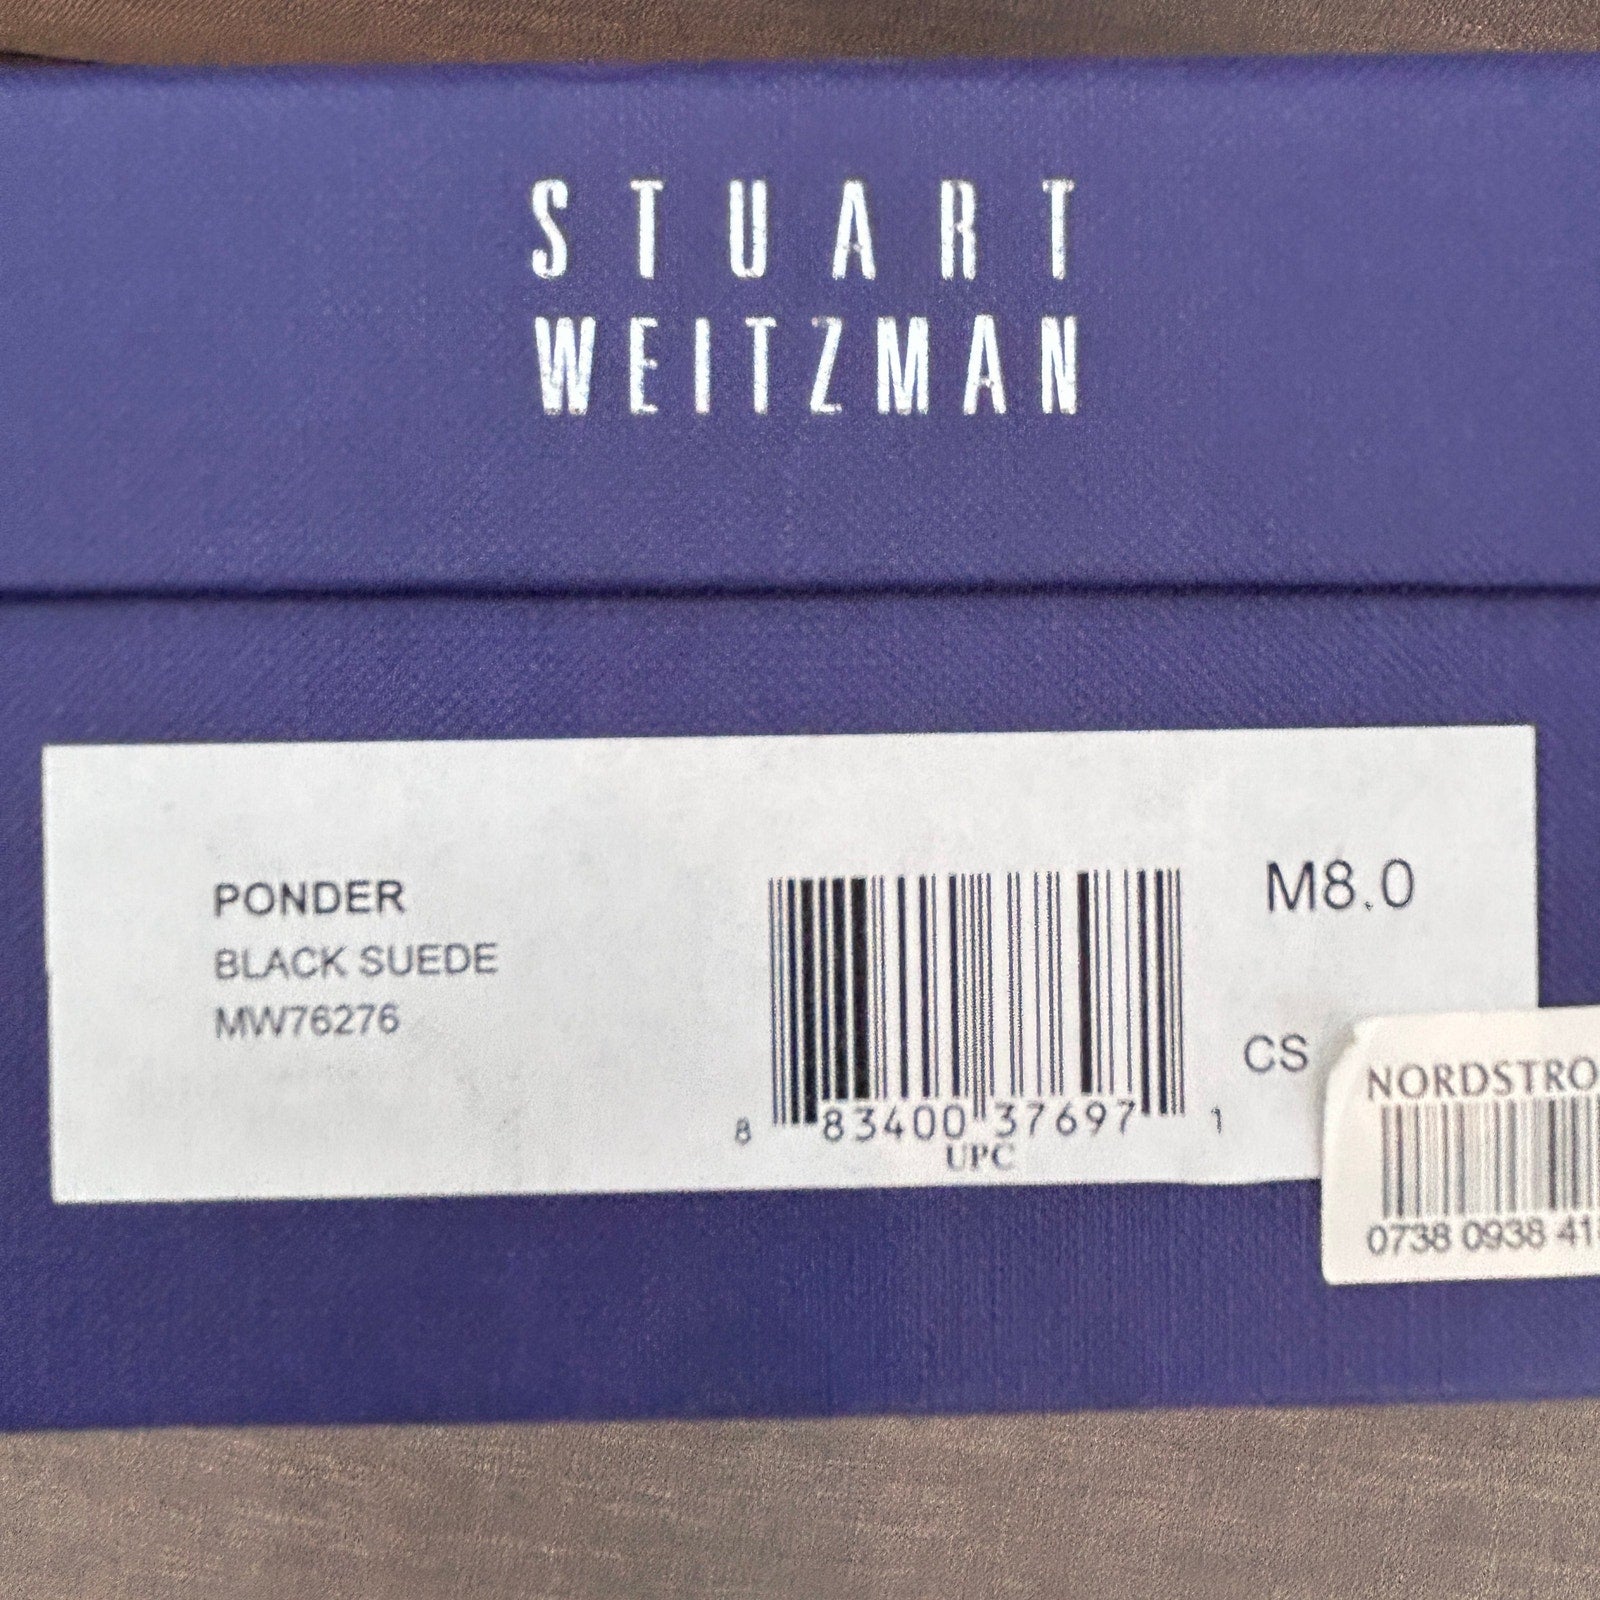 STUART
WEITZMAN
PONDER
BLACK SUEDE
MW76276
M8.0
CS
8 83400 37697 1
UPC
NORDSTRO
0738 0938 41